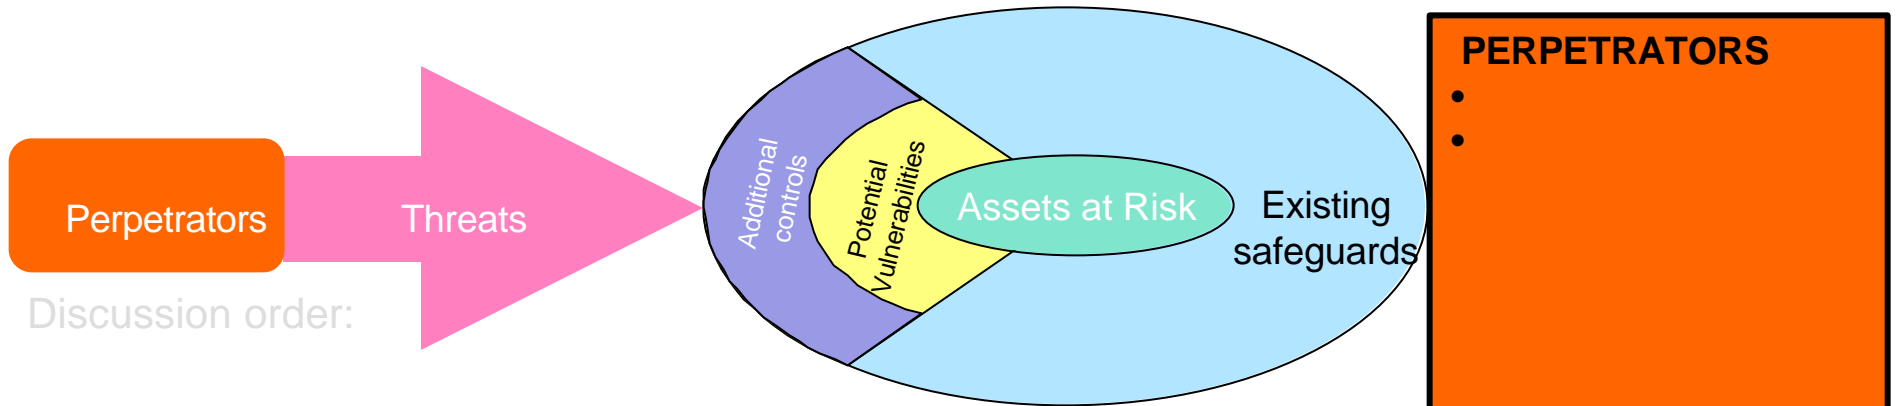 PERPETRATORS
•
•
Perpetrators
Threats
Additional
controls
Potential
Vulnerabilities
Assets at Risk
Existing
safeguards
Discussion order: